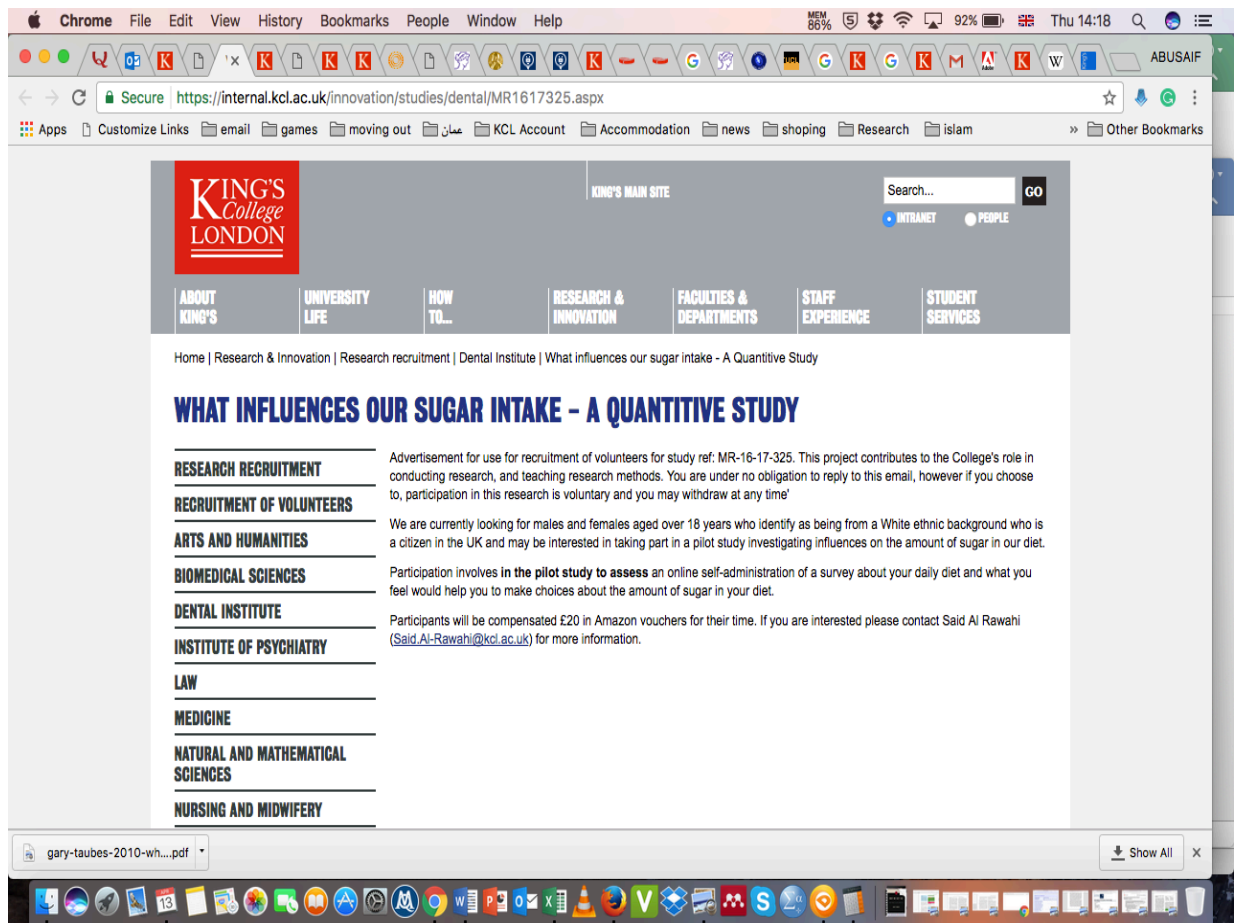 Chrome File Edit View History Bookmarks People Window Help MEM 86% 92% Thu 14:18
ABUSAIF
Secure https://internal.kcl.ac.uk/innovation/studies/dental/MR1617325.aspx
Apps Customize Links email games moving out عمان KCL Account Accommodation news shoping Research islam » Other Bookmarks
KING'S
College
LONDON
KING'S MAIN SITE
Search... GO
INTRANET PEOPLE
ABOUT KING'S UNIVERSITY LIFE HOW TO... RESEARCH & INNOVATION FACULTIES & DEPARTMENTS STAFF EXPERIENCE STUDENT SERVICES
Home | Research & Innovation | Research recruitment | Dental Institute | What influences our sugar intake - A Quantitive Study
WHAT INFLUENCES OUR SUGAR INTAKE – A QUANTITIVE STUDY
RESEARCH RECRUITMENT
RECRUITMENT OF VOLUNTEERS
ARTS AND HUMANITIES
BIOMEDICAL SCIENCES
DENTAL INSTITUTE
INSTITUTE OF PSYCHIATRY
LAW
MEDICINE
NATURAL AND MATHEMATICAL
SCIENCES
NURSING AND MIDWIFERY
Advertisement for use for recruitment of volunteers for study ref: MR-16-17-325. This project contributes to the College's role in
conducting research, and teaching research methods. You are under no obligation to reply to this email, however if you choose
to, participation in this research is voluntary and you may withdraw at any time'
We are currently looking for males and females aged over 18 years who identify as being from a White ethnic background who is
a citizen in the UK and may be interested in taking part in a pilot study investigating influences on the amount of sugar in our diet.
Participation involves in the pilot study to assess an online self-administration of a survey about your daily diet and what you
feel would help you to make choices about the amount of sugar in your diet.
Participants will be compensated £20 in Amazon vouchers for their time. If you are interested please contact Said Al Rawahi
(Said.Al-Rawahi@kcl.ac.uk) for more information.
gary-taubes-2010-wh....pdf Show All